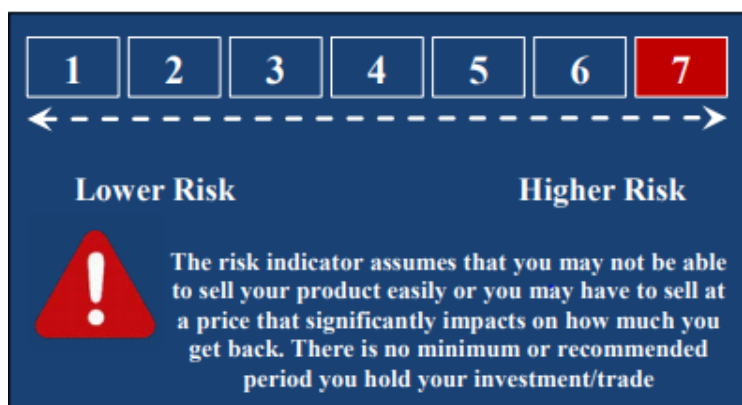 1 2 3 4 5 6 7
Lower Risk Higher Risk
The risk indicator assumes that you may not be able
to sell your product easily or you may have to sell at
a price that significantly impacts on how much you
get back. There is no minimum or recommended
period you hold your investment/trade